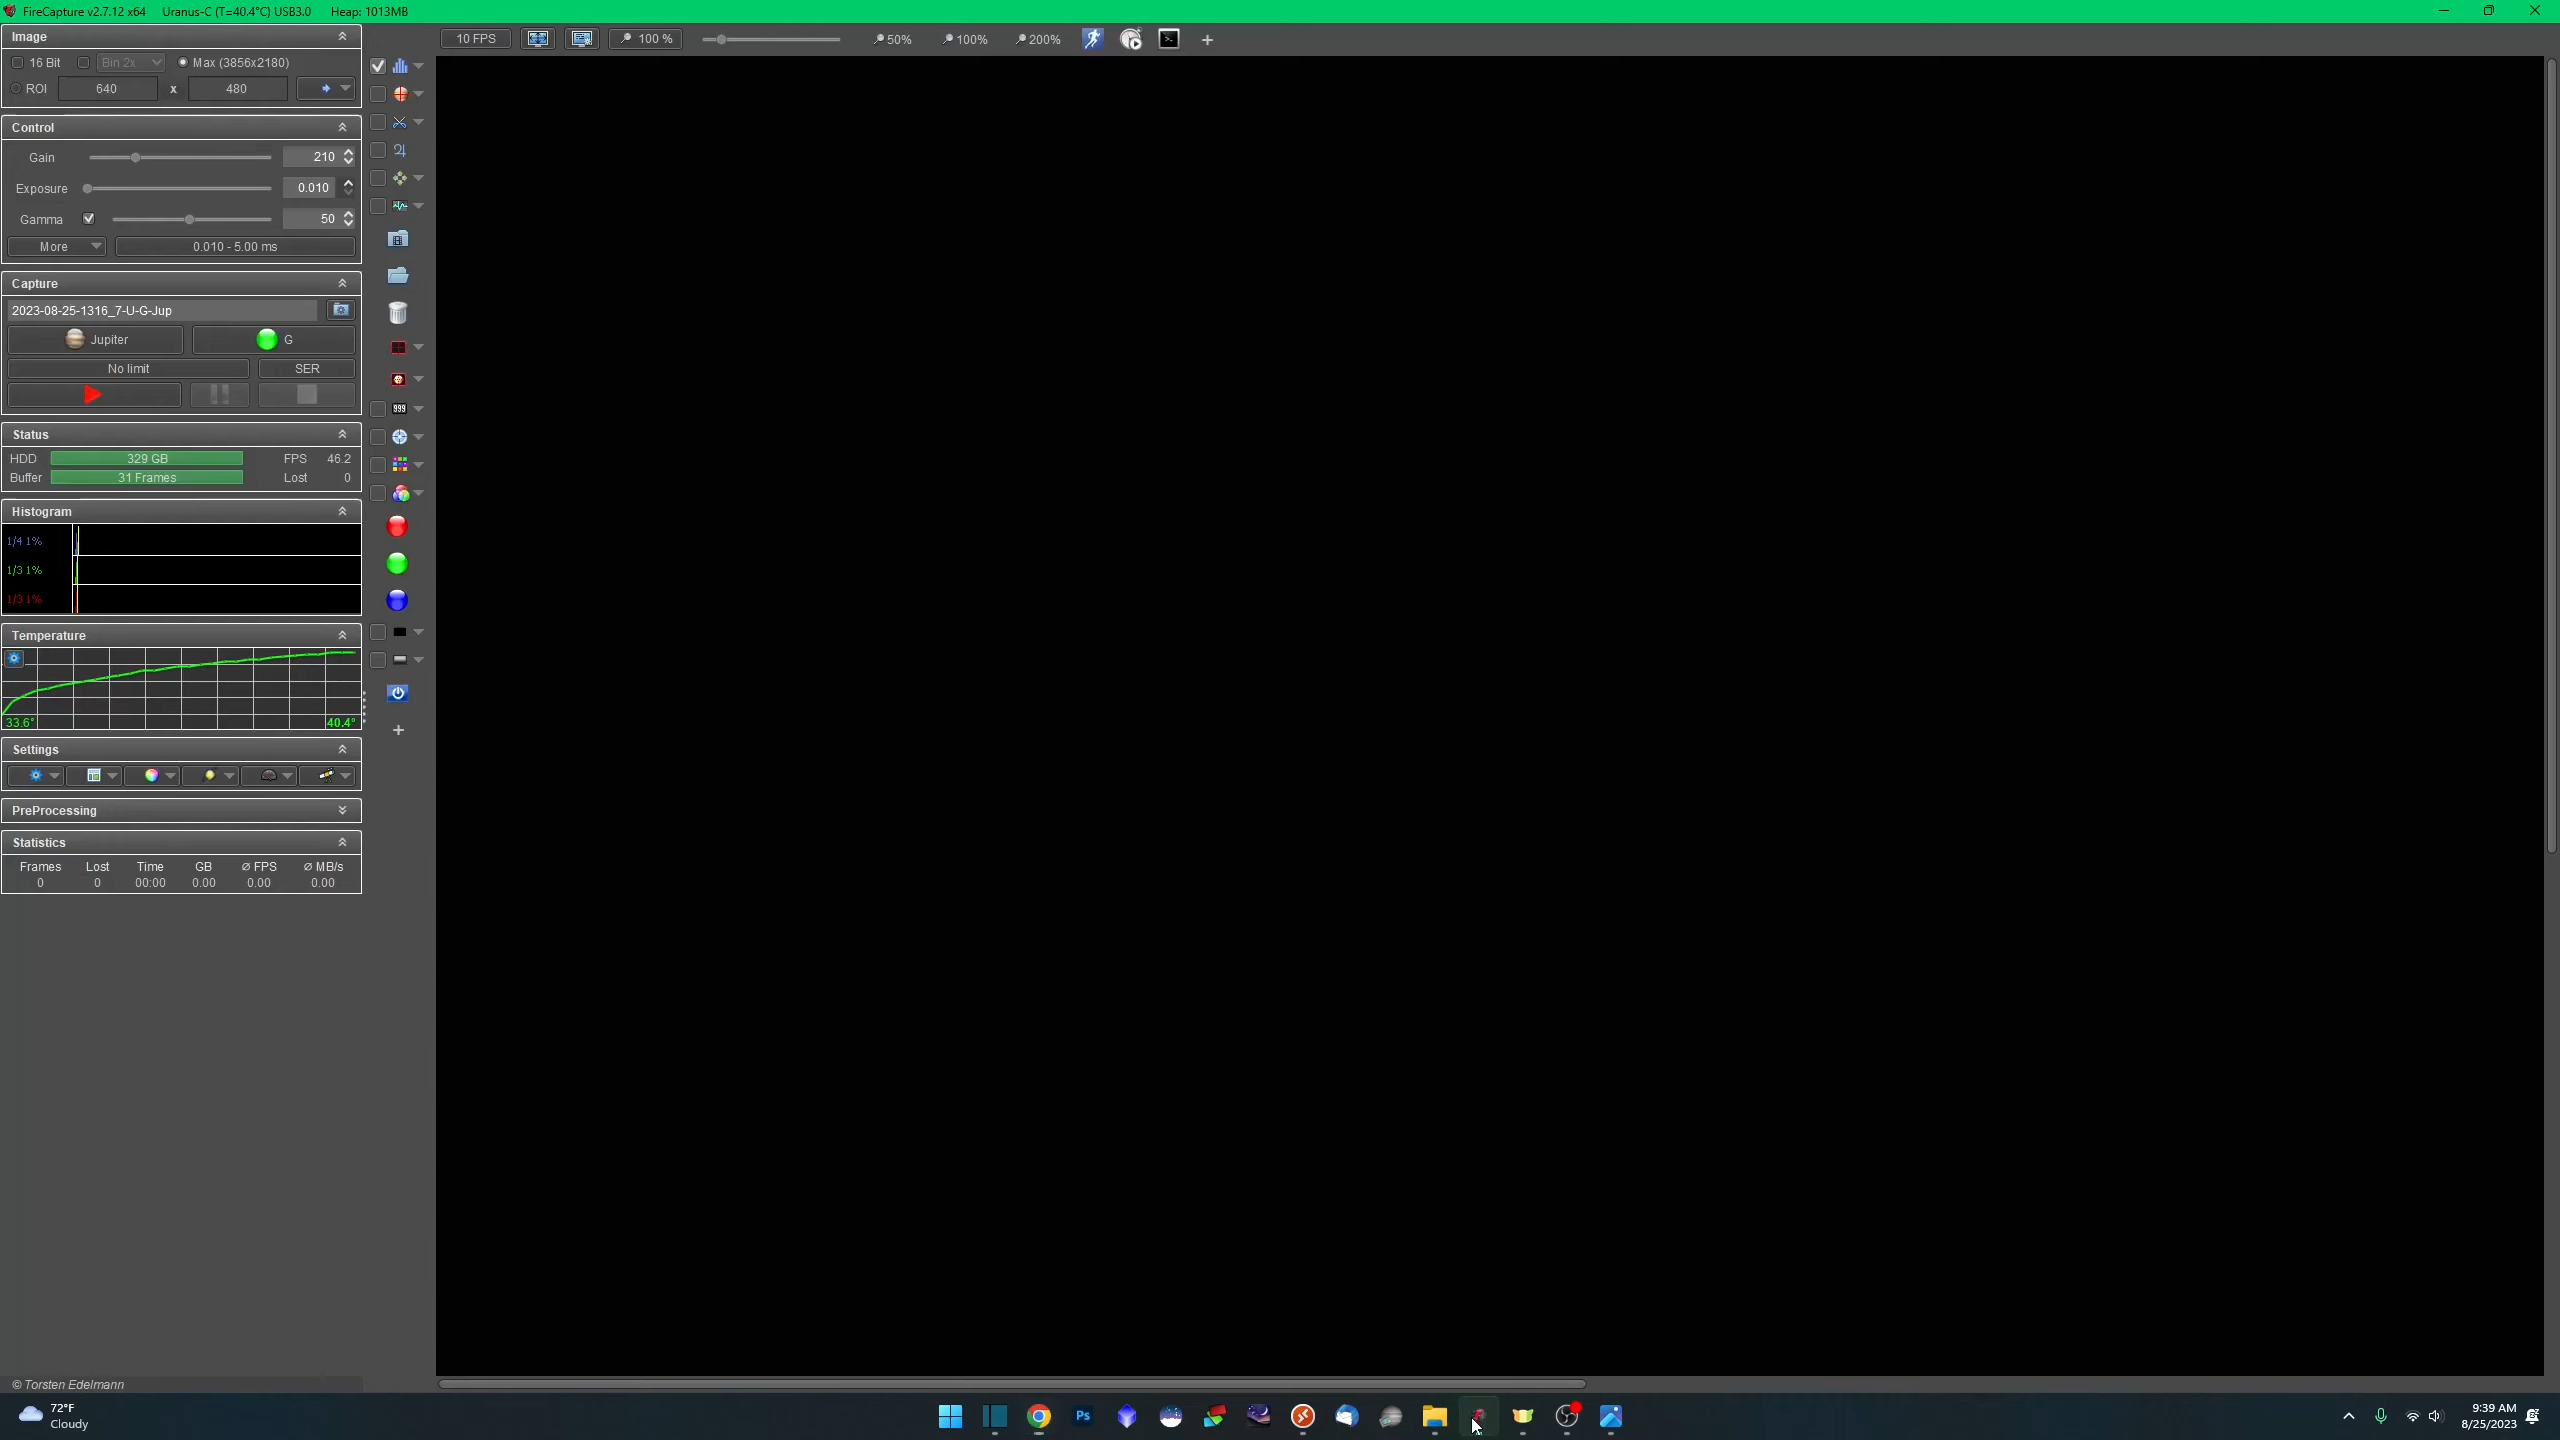 FireCapture v2.7.12 x64 Uranus-C (T=40.4°C) USB3.0 Heap: 1013MB
Image
10 FPS 100 % 50% 100% 200%
16 Bit Bin 2x Max (3856x2180)
ROI 640 x 480
Control
Gain 210
Exposure 0.010
Gamma 50
More 0.010 - 5.00 ms
Capture
2023-08-25-1316_7-U-G-Jup
Jupiter G
No limit SER
999
Status
HDD 329 GB FPS 46.2
Buffer 31 Frames Lost 0
Histogram
1/4 1%
1/3 1%
1/3 1%
Temperature
33.6° 40.4°
Settings
PreProcessing
Statistics
Frames Lost Time GB ∅ FPS ∅ MB/s
0 0 00:00 0.00 0.00 0.00
© Torsten Edelmann
72°F
Cloudy
Ps
9:39 AM
8/25/2023